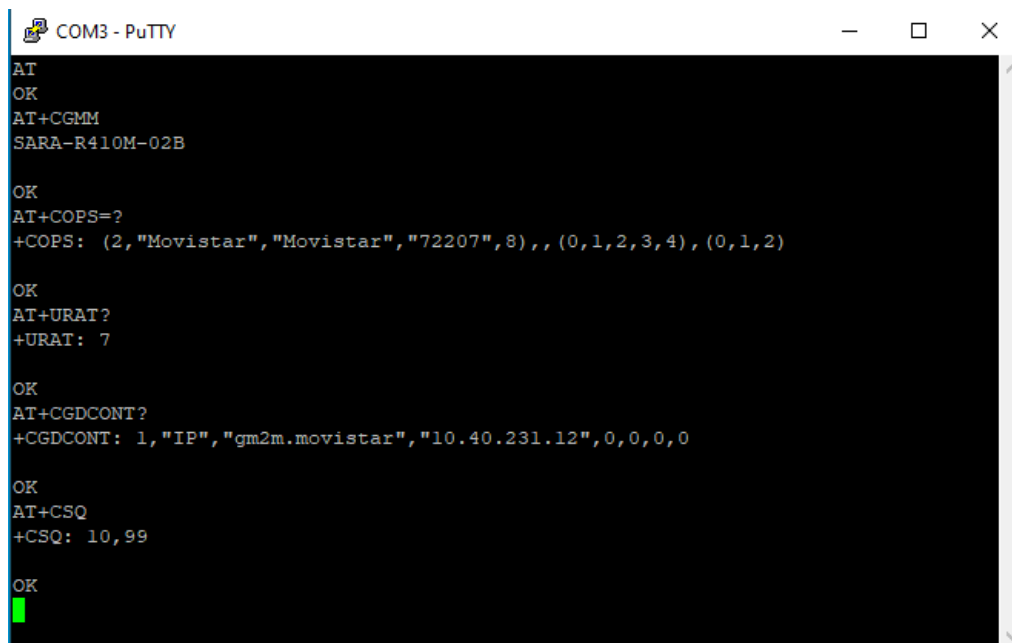 COM3 - PuTTY
AT
OK
AT+CGMM
SARA-R410M-02B
OK
AT+COPS=?
+COPS: (2,"Movistar","Movistar","72207",8),,(0,1,2,3,4),(0,1,2)
OK
AT+URAT?
+URAT: 7
OK
AT+CGDCONT?
+CGDCONT: 1,"IP","gm2m.movistar","10.40.231.12",0,0,0,0
OK
AT+CSQ
+CSQ: 10,99
OK